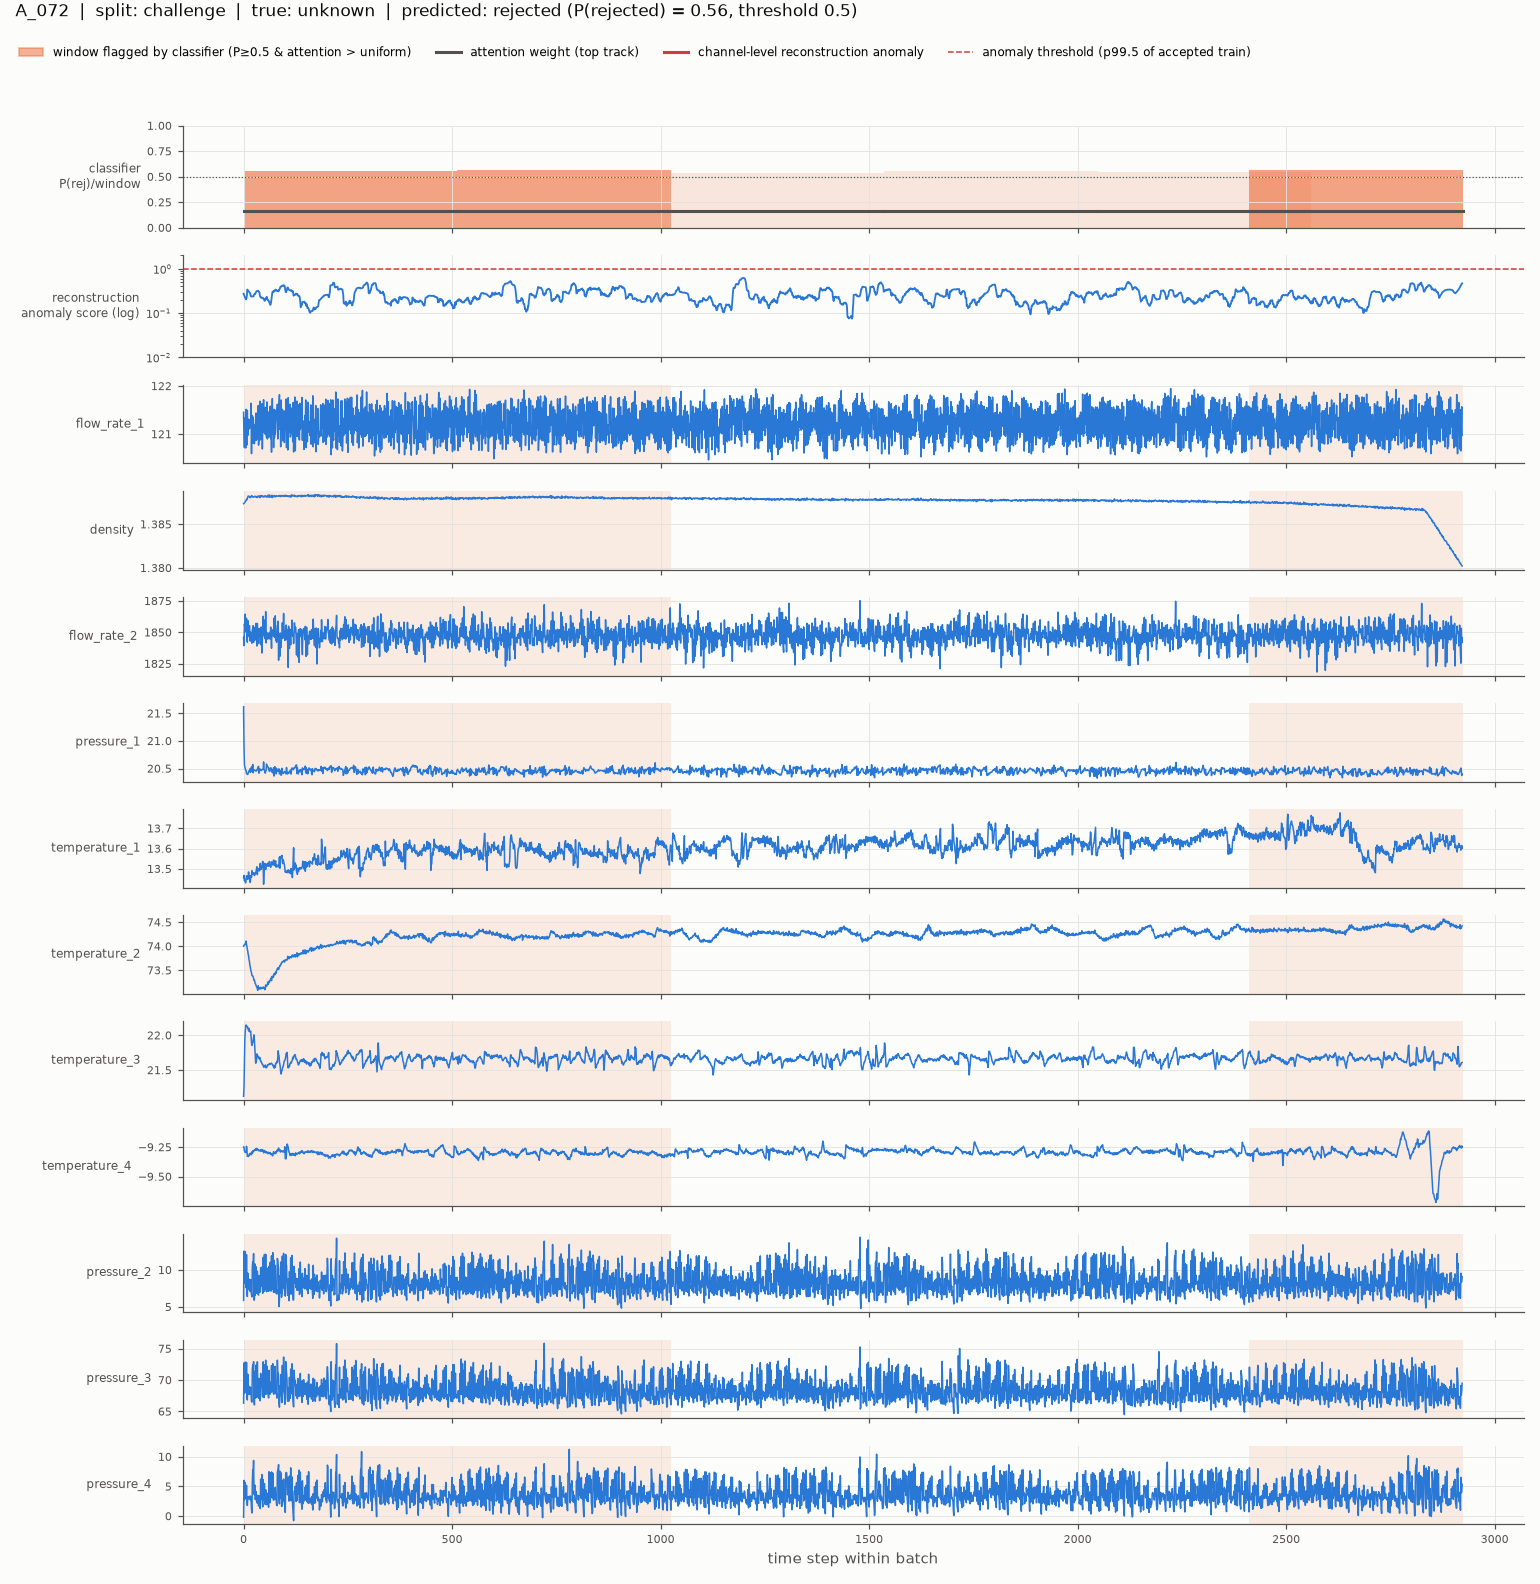 A_072 | split: challenge | true: unknown | predicted: rejected (P(rejected) = 0.56, threshold 0.5)
window flagged by classifier (P≥0.5 & attention > uniform) attention weight (top track) channel-level reconstruction anomaly anomaly threshold (p99.5 of accepted train)
classifier
P(rej)/window
1.00
0.75
0.50
0.25
0.00
reconstruction
anomaly score (log)
10⁰
10⁻¹
10⁻²
flow_rate_1
122
121
density
1.385
1.380
flow_rate_2
1875
1850
1825
pressure_1
21.5
21.0
20.5
temperature_1
13.7
13.6
13.5
temperature_2
74.5
74.0
73.5
temperature_3
22.0
21.5
temperature_4
−9.25
−9.50
pressure_2
10
5
pressure_3
75
70
65
pressure_4
10
5
0
0 500 1000 1500 2000 2500 3000
time step within batch